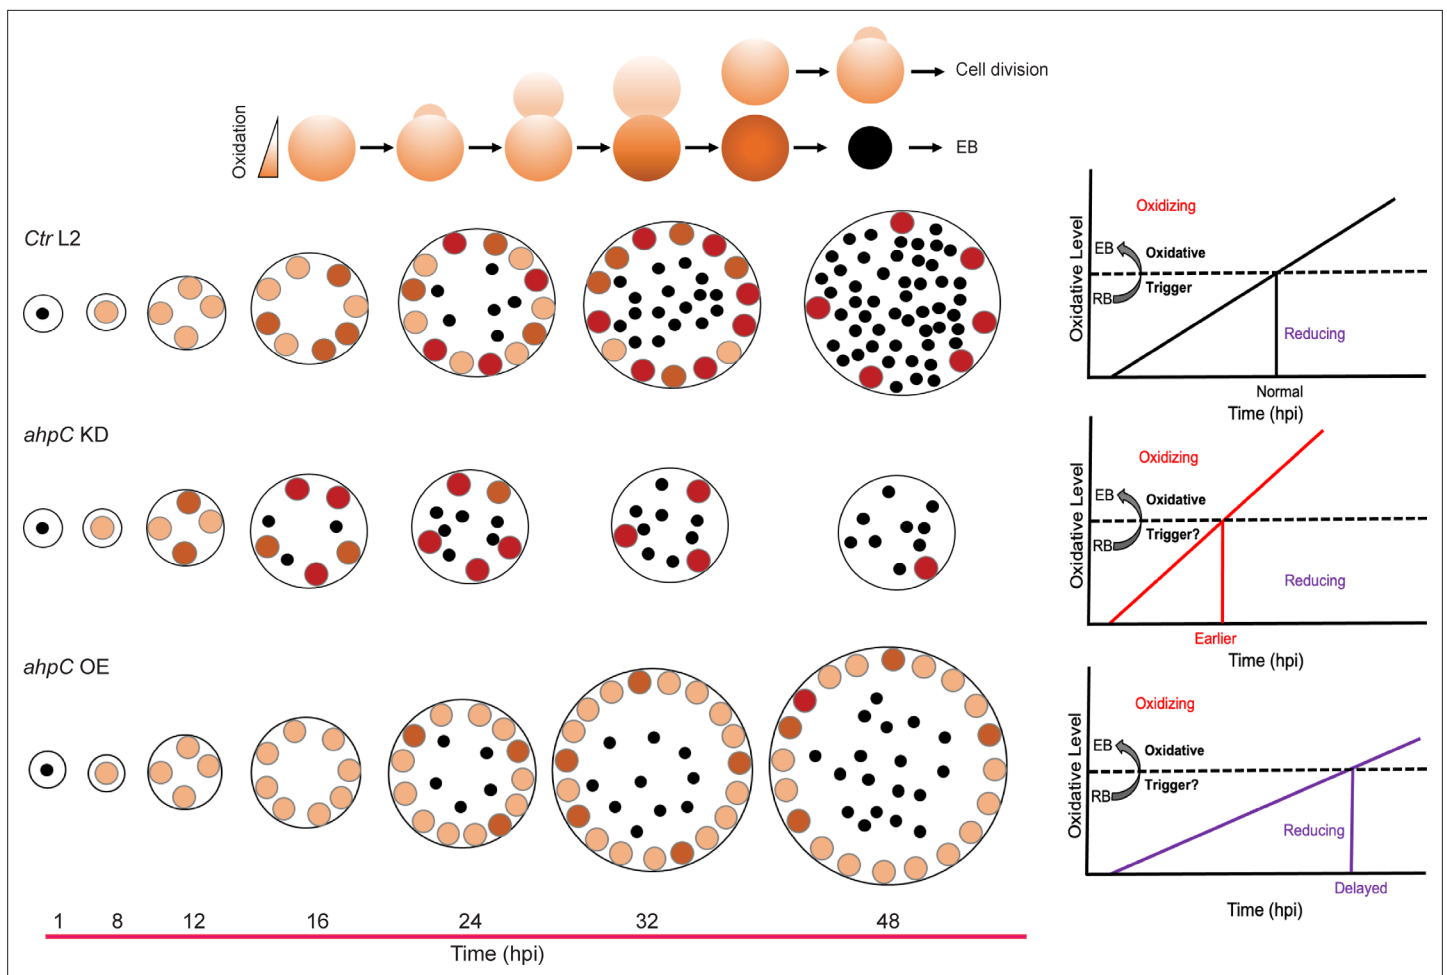 Oxidation
Cell division
EB
Ctr L2
ahpC KD
ahpC OE
1 8 12 16 24 32 48
Time (hpi)
Oxidative Level
Oxidizing
EB
Oxidative
Trigger
RB
Reducing
Normal
Time (hpi)
Oxidative Level
Oxidizing
EB
Oxidative
Trigger?
RB
Reducing
Earlier
Time (hpi)
Oxidative Level
Oxidizing
EB
Oxidative
Trigger?
RB
Reducing
Delayed
Time (hpi)